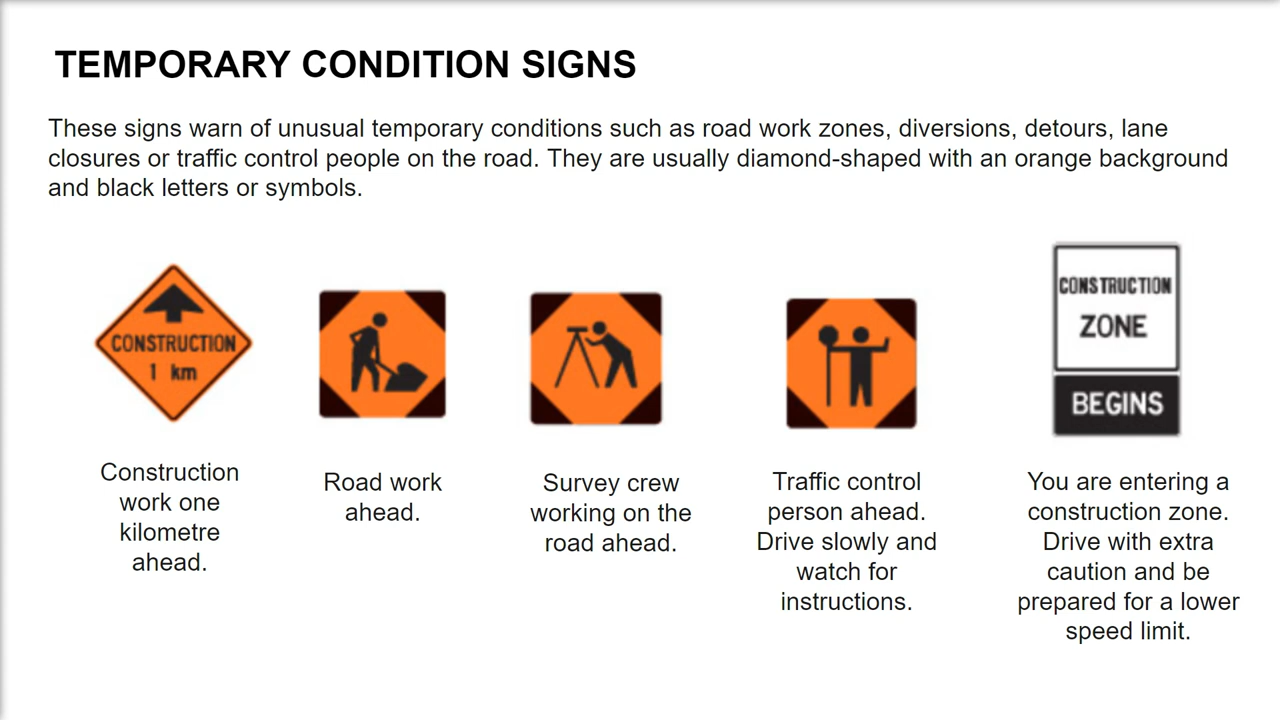 TEMPORARY CONDITION SIGNS
These signs warn of unusual temporary conditions such as road work zones, diversions, detours, lane
closures or traffic control people on the road. They are usually diamond-shaped with an orange background
and black letters or symbols.
CONSTRUCTION
1 km
CONSTRUCTION
ZONE
BEGINS
Construction
work one
kilometre
ahead.
Road work
ahead.
Survey crew
working on the
road ahead.
Traffic control
person ahead.
Drive slowly and
watch for
instructions.
You are entering a
construction zone.
Drive with extra
caution and be
prepared for a lower
speed limit.